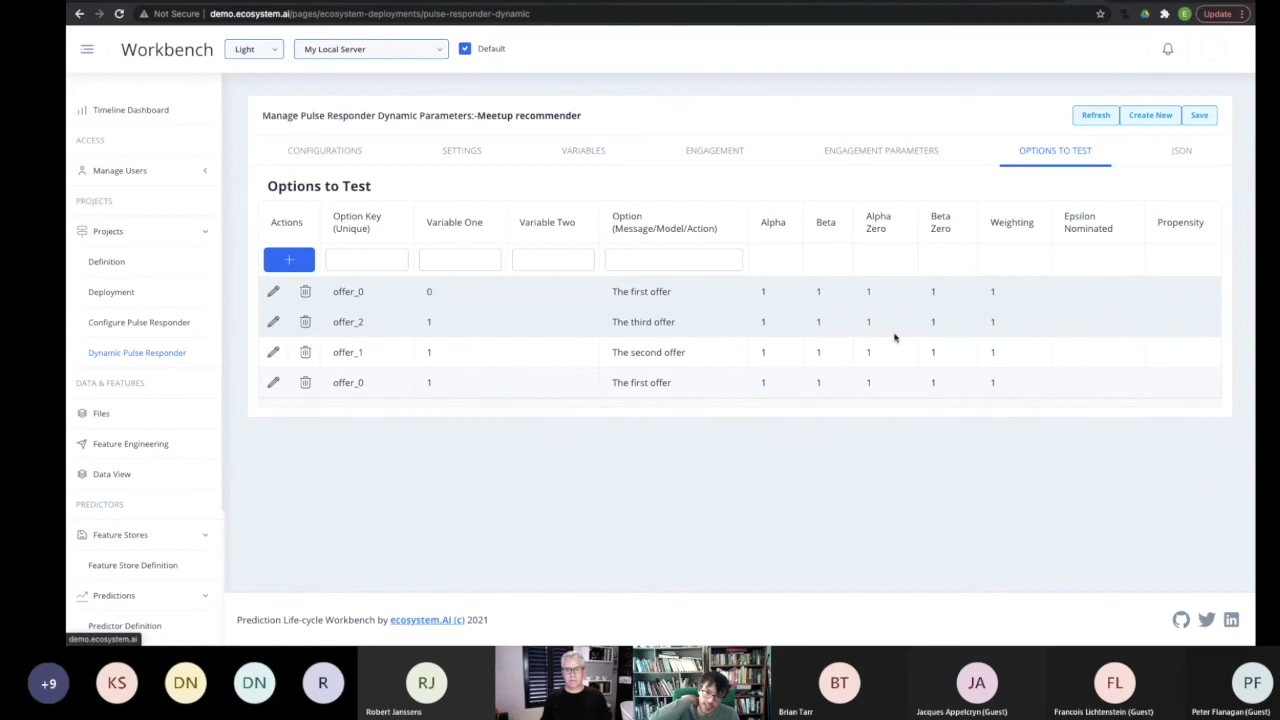 Not Secure | demo.ecosystem.ai/pages/ecosystem-deployments/pulse-responder-dynamic
E
Update
Workbench
Light
My Local Server
Default
Timeline Dashboard
ACCESS
Manage Users
PROJECTS
Projects
Definition
Deployment
Configure Pulse Responder
Dynamic Pulse Responder
DATA & FEATURES
Files
Feature Engineering
Data View
PREDICTORS
Feature Stores
Feature Store Definition
Predictions
Predictor Definition
demo.ecosystem.ai
Manage Pulse Responder Dynamic Parameters:-Meetup recommender
Refresh Create New Save
CONFIGURATIONS SETTINGS VARIABLES ENGAGEMENT ENGAGEMENT PARAMETERS OPTIONS TO TEST JSON
Options to Test
Actions Option Key (Unique) Variable One Variable Two Option (Message/Model/Action) Alpha Beta Alpha Zero Beta Zero Weighting Epsilon Nominated Propensity
+
offer_0 0 The first offer 1 1 1 1 1
offer_2 1 The third offer 1 1 1 1 1
offer_1 1 The second offer 1 1 1 1 1
offer_0 1 The first offer 1 1 1 1 1
Prediction Life-cycle Workbench by ecosystem.Ai (c) 2021
+9 KS DN DN R RJ BT JA FL PF
Robert Janssens Brian Tarr Jacques Appelcryn (Guest) Francois Lichtenstein (Guest) Peter Flanagan (Guest)